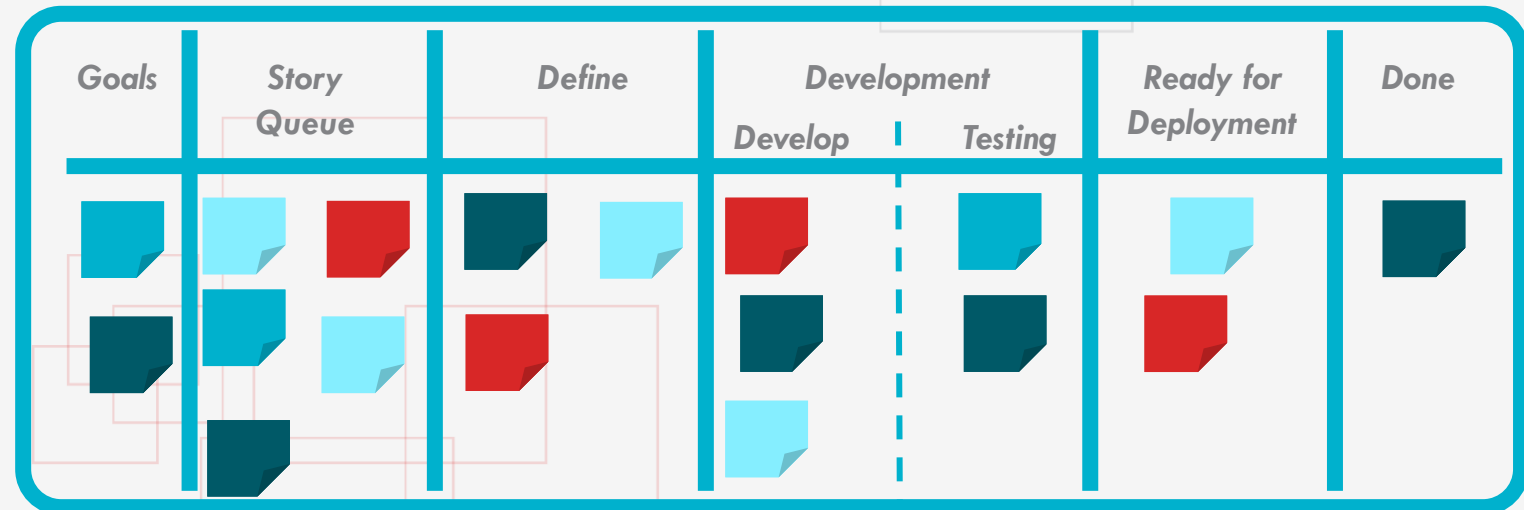 Goals
Story
Queue
Define
Development
Develop
Testing
Ready for
Deployment
Done